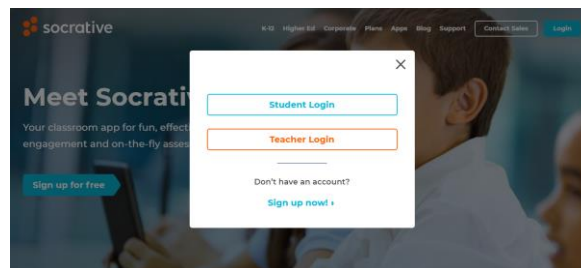 socrative
K-12 Higher Ed Corporate Plans Apps Blog Support Contact Sales Login
Meet Socrati
Your classroom app for fun, effect
engagement and on-the-fly asses
Sign up for free
Student Login
Teacher Login
Don't have an account?
Sign up now! ›